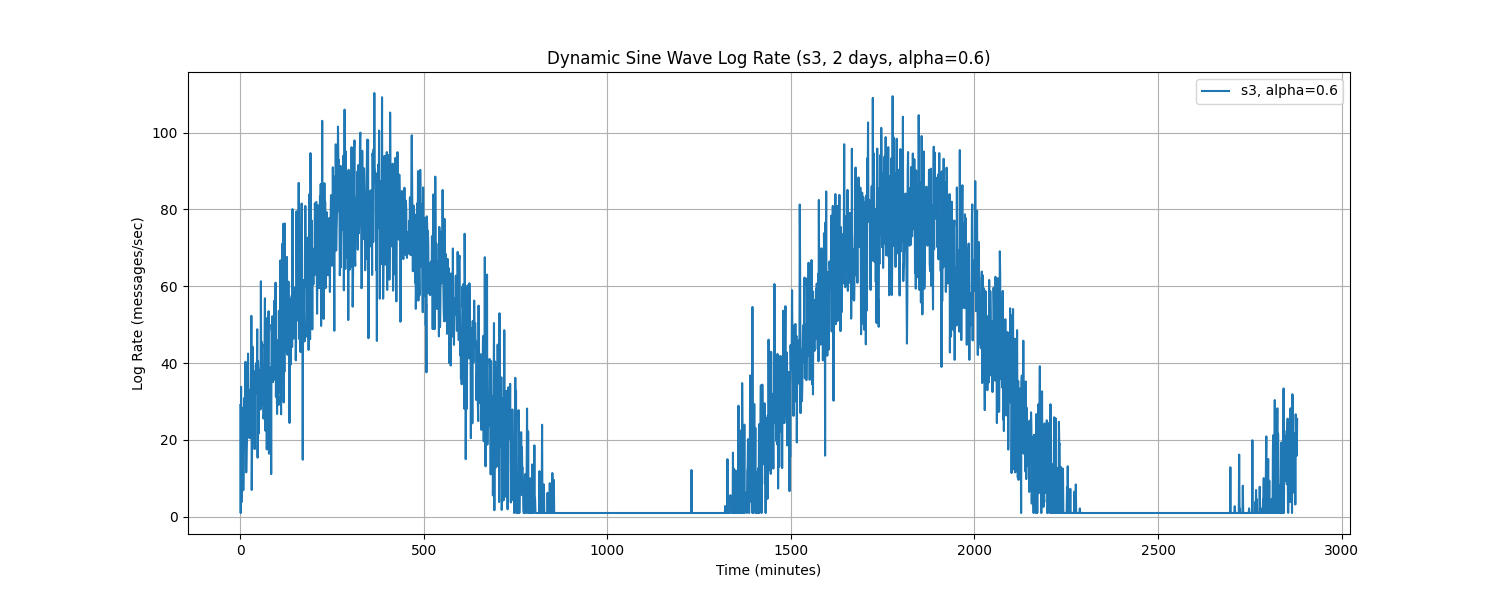 Dynamic Sine Wave Log Rate (s3, 2 days, alpha=0.6)
s3, alpha=0.6
Log Rate (messages/sec)
100
80
60
40
20
0
0 500 1000 1500 2000 2500 3000
Time (minutes)